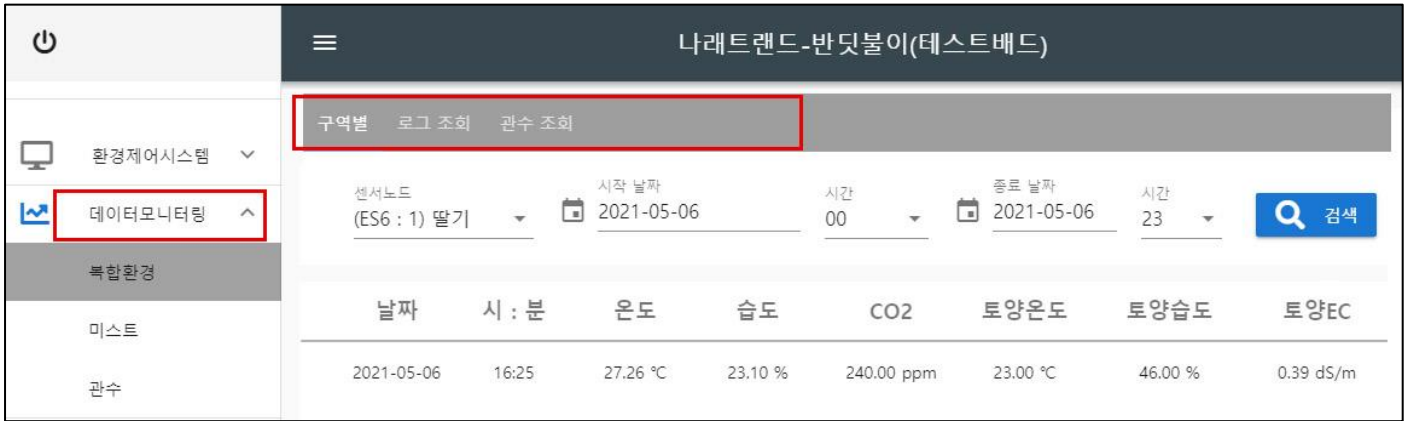 나래트랜드-반딧불이(테스트배드)
환경제어시스템
데이터모니터링
복합환경
미스트
관수
구역별 로그 조회 관수 조회
센서노드 시작 날짜 시간 종료 날짜 시간
(ES6 : 1) 딸기 2021-05-06 00 2021-05-06 23 검색
날짜 시 : 분 온도 습도 CO2 토양온도 토양습도 토양EC
2021-05-06 16:25 27.26 ℃ 23.10 % 240.00 ppm 23.00 ℃ 46.00 % 0.39 dS/m